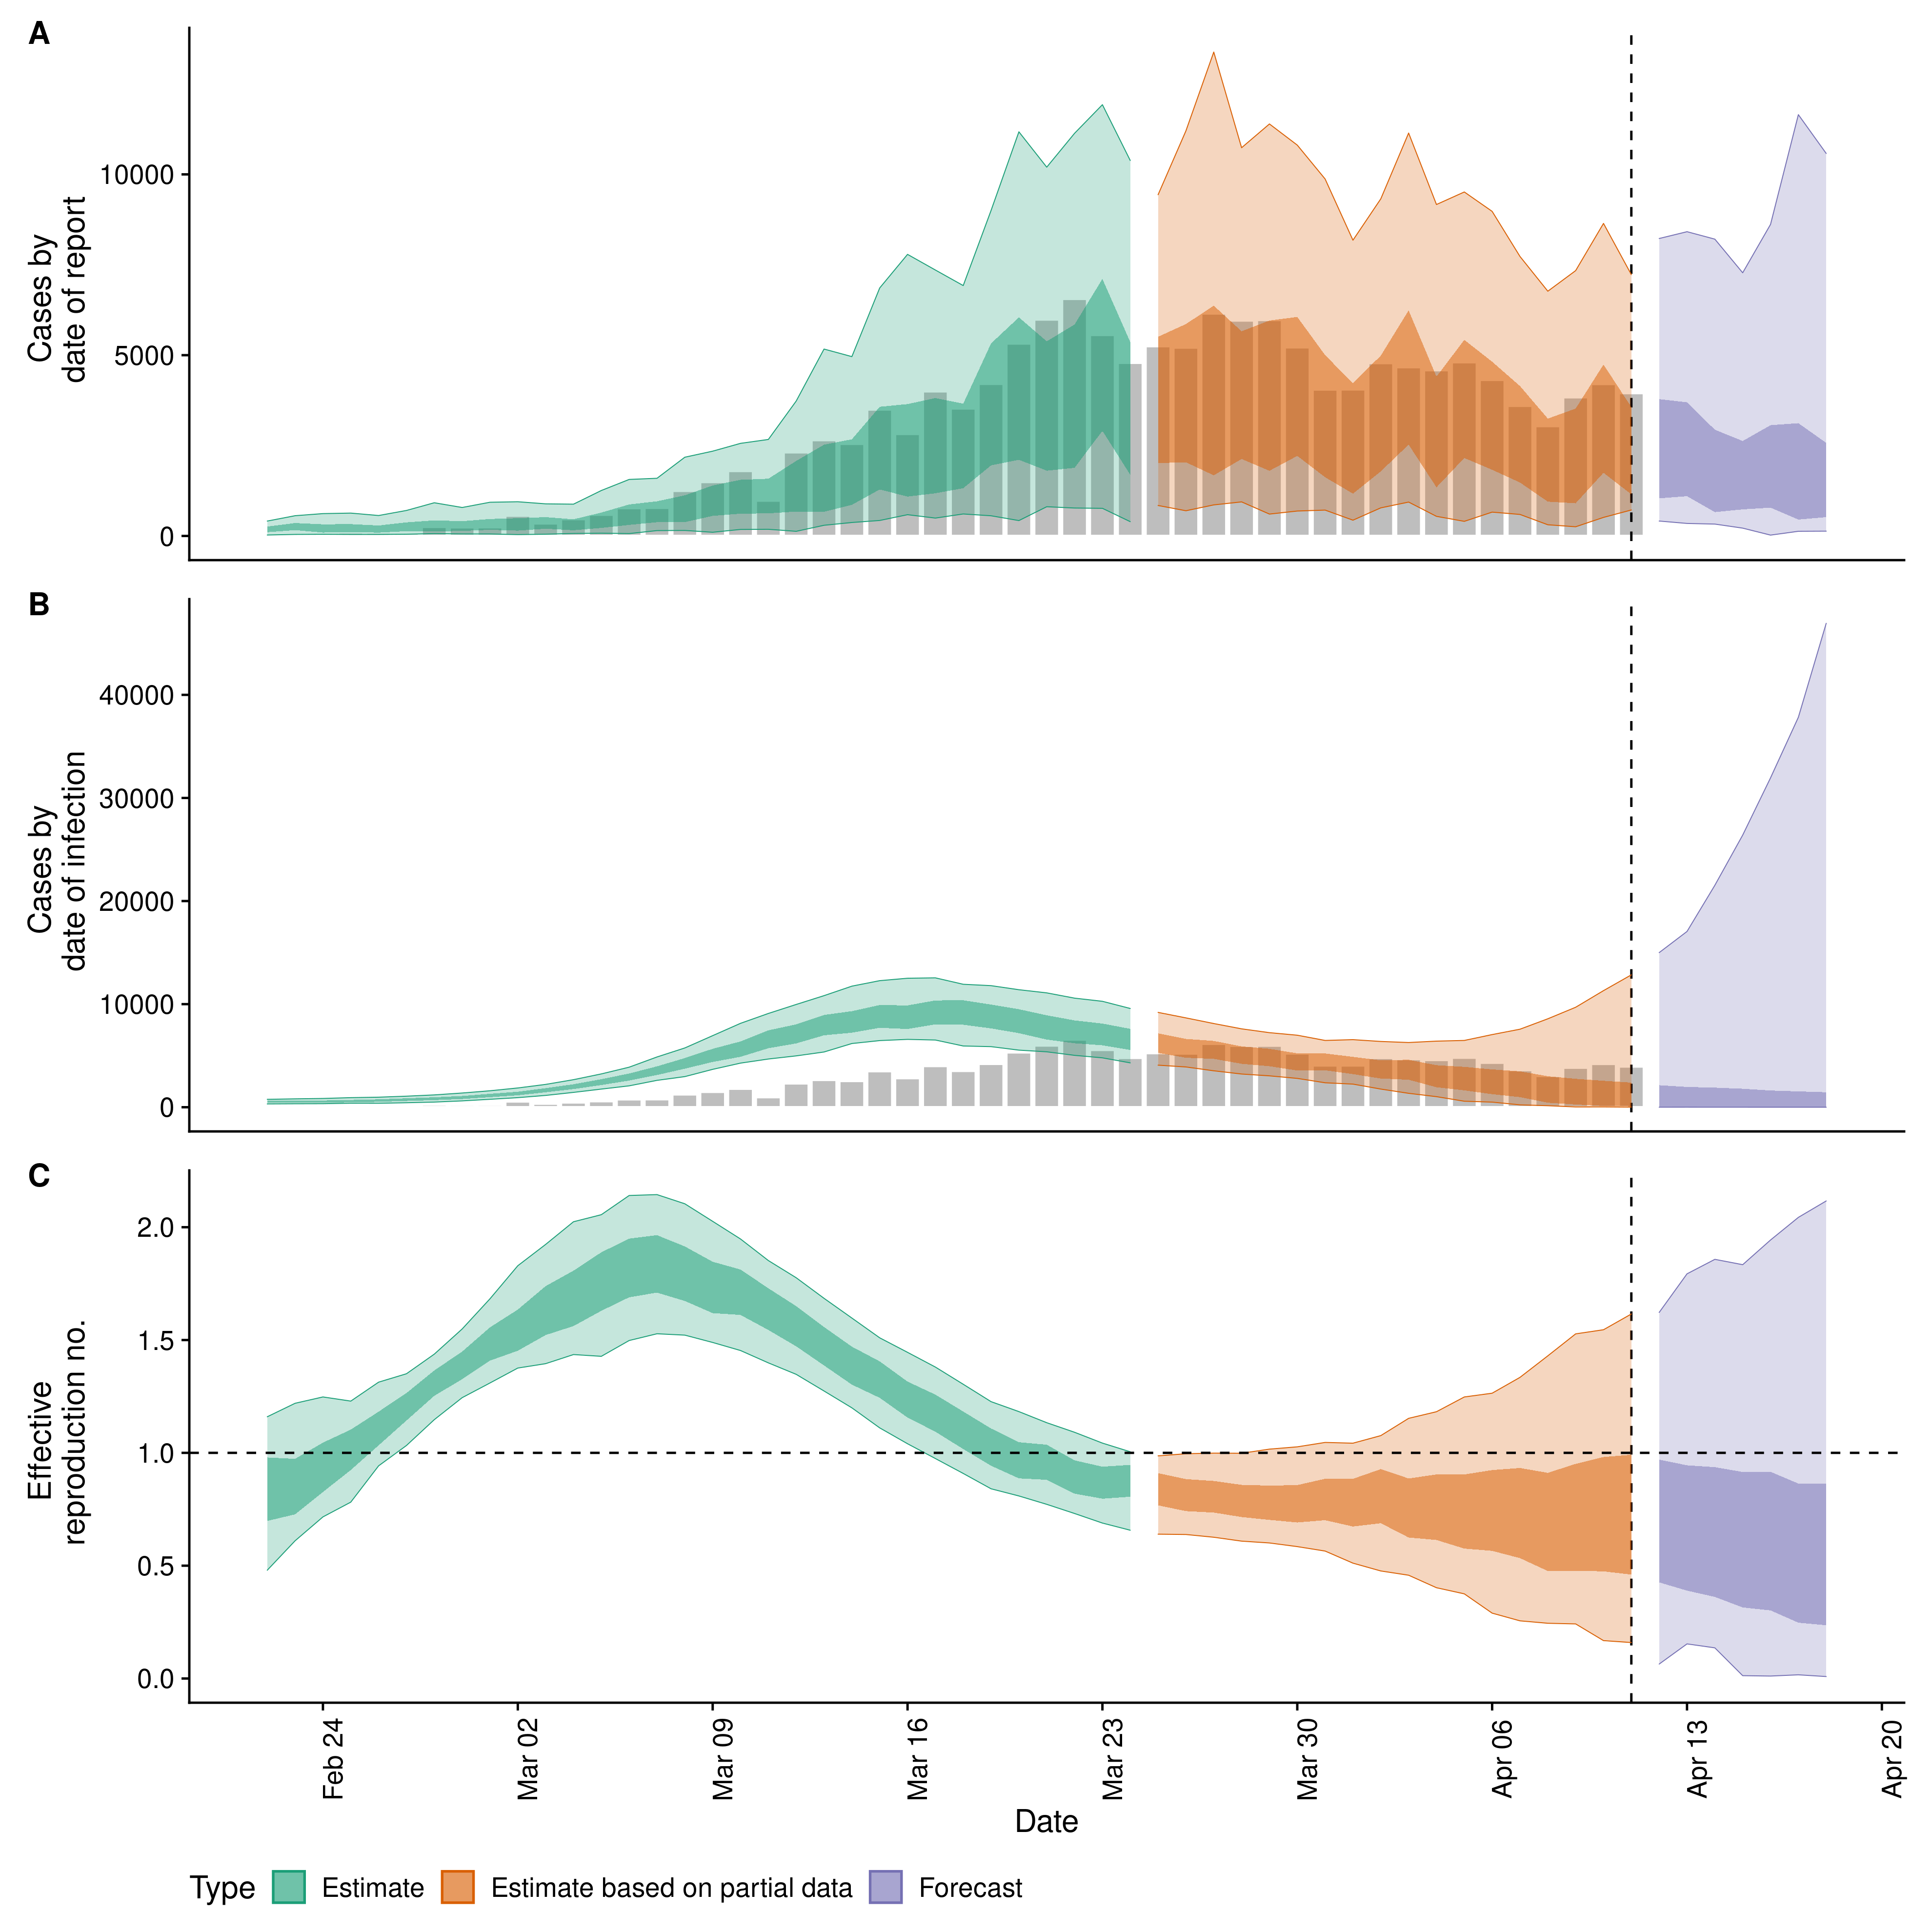 A
Cases by
date of report
10000
5000
0
B
Cases by
date of infection
40000
30000
20000
10000
0
C
Effective
reproduction no.
2.0
1.5
1.0
0.5
0.0
Feb 24
Mar 02
Mar 09
Mar 16
Mar 23
Mar 30
Apr 06
Apr 13
Apr 20
Date
Type Estimate Estimate based on partial data Forecast